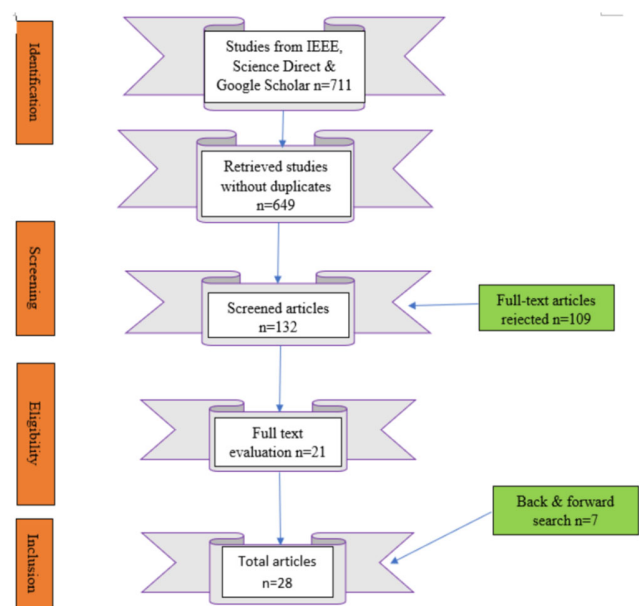 Identification
Studies from IEEE,
Science Direct &
Google Scholar n=711
Retrieved studies
without duplicates
n=649
Screening
Screened articles
n=132
Full-text articles
rejected n=109
Eligibility
Full text
evaluation n=21
Back & forward
search n=7
Inclusion
Total articles
n=28